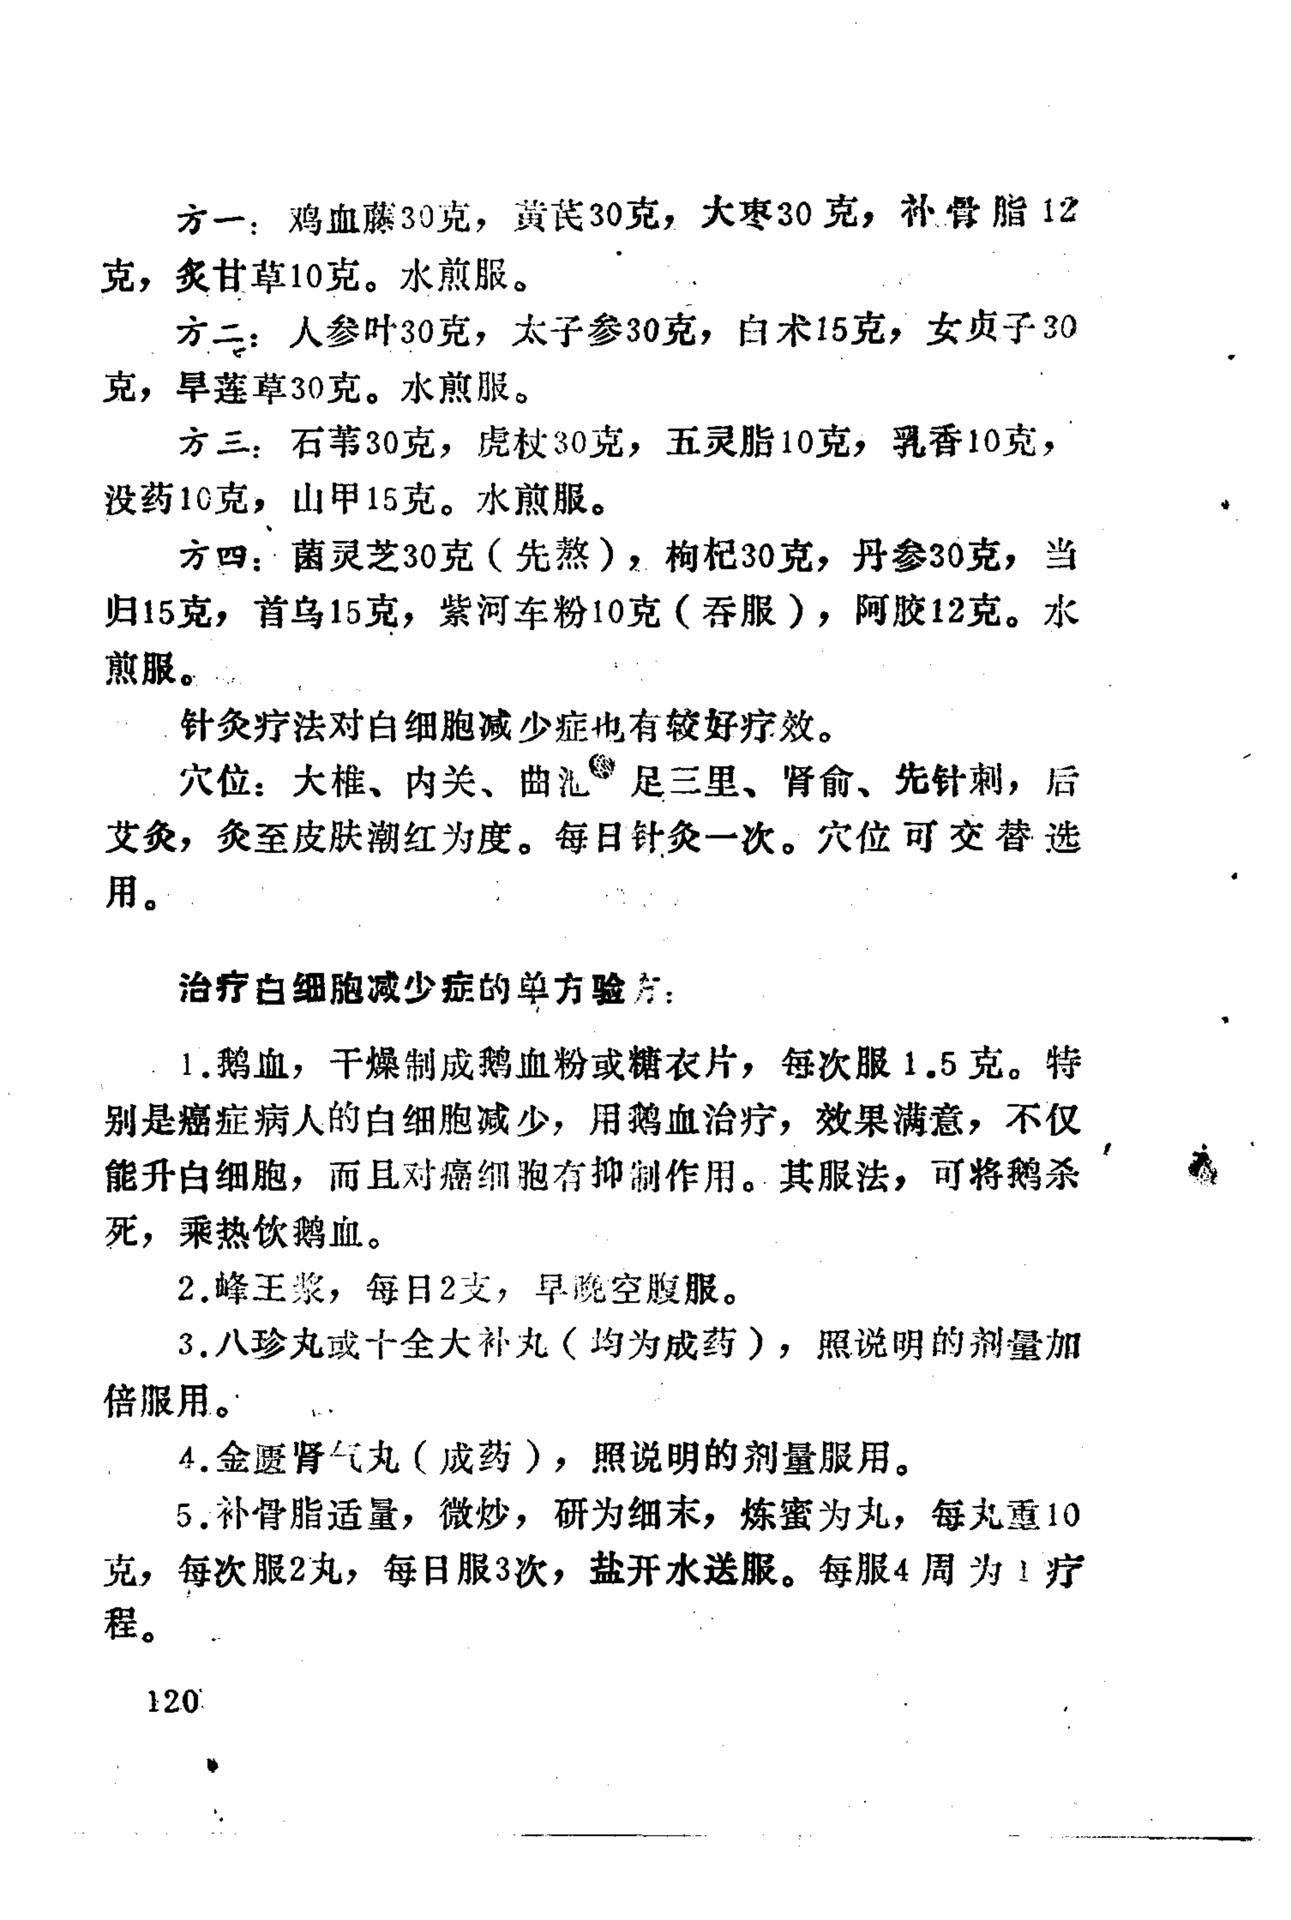 方一：鸡血藤30克，黄芪30克，大枣30克，补骨脂12
克，炙甘草10克。水煎服。
方二：人参叶30克，太子参30克，白术15克，女贞子30
克，旱莲草30克。水煎服。
方三：石苇30克，虎杖30克，五灵脂10克，乳香10克，
没药10克，山甲15克。水煎服。
方四：菌灵芝30克（先熬），枸杞30克，丹参30克，当
归15克，首乌15克，紫河车粉10克（吞服），阿胶12克。水
煎服。
针灸疗法对白细胞减少症也有较好疗效。
穴位：大椎、内关、曲池 足三里、肾俞、先针刺，后
艾灸，灸至皮肤潮红为度。每日针灸一次。穴位可交替选
用。
治疗白细胞减少症的单方验方：
1.鹅血，干燥制成鹅血粉或糖衣片，每次服1.5克。特
别是癌症病人的白细胞减少，用鹅血治疗，效果满意，不仅
能升白细胞，而且对癌细胞有抑制作用。其服法，可将鹅杀
死，乘热饮鹅血。
2.蜂王浆，每日2支，早晚空腹服。
3.八珍丸或十全大补丸（均为成药），照说明的剂量加
倍服用。
4.金匮肾气丸（成药），照说明的剂量服用。
5.补骨脂适量，微炒，研为细末，炼蜜为丸，每丸重10
克，每次服2丸，每日服3次，盐开水送服。每服4周为1疗
程。
120